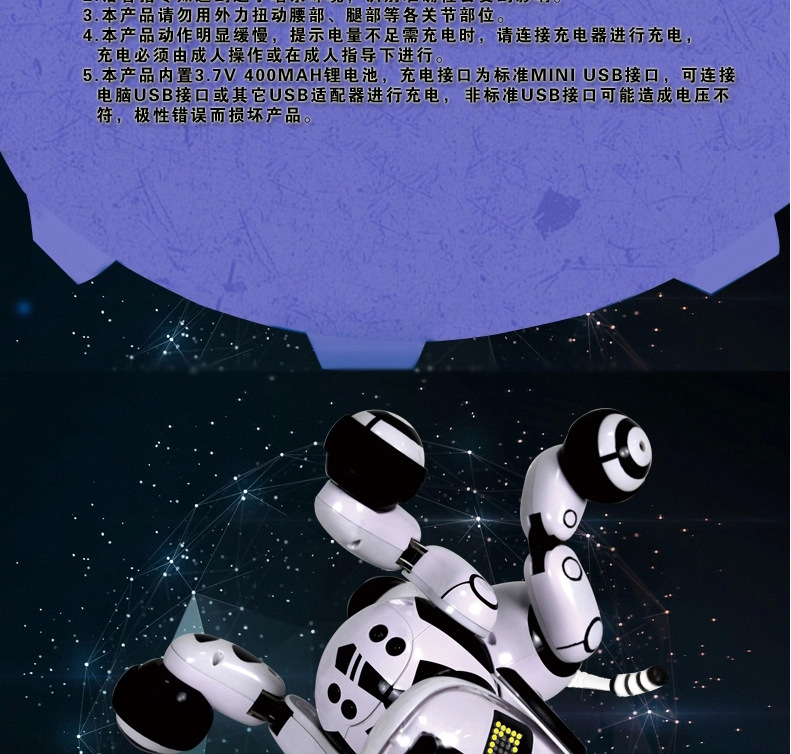 3.本产品请勿用外力扭动腰部、腿部等各关节部位。
4.本产品动作明显缓慢，提示电量不足需充电时，请连接充电器进行充电，
充电必须由成人操作或在成人指导下进行。
5.本产品内置3.7V 400MAH锂电池，充电接口为标准MINI USB接口，可连接
电脑USB接口或其它USB适配器进行充电，非标准USB接口可能造成电压不
符，极性错误而损坏产品。